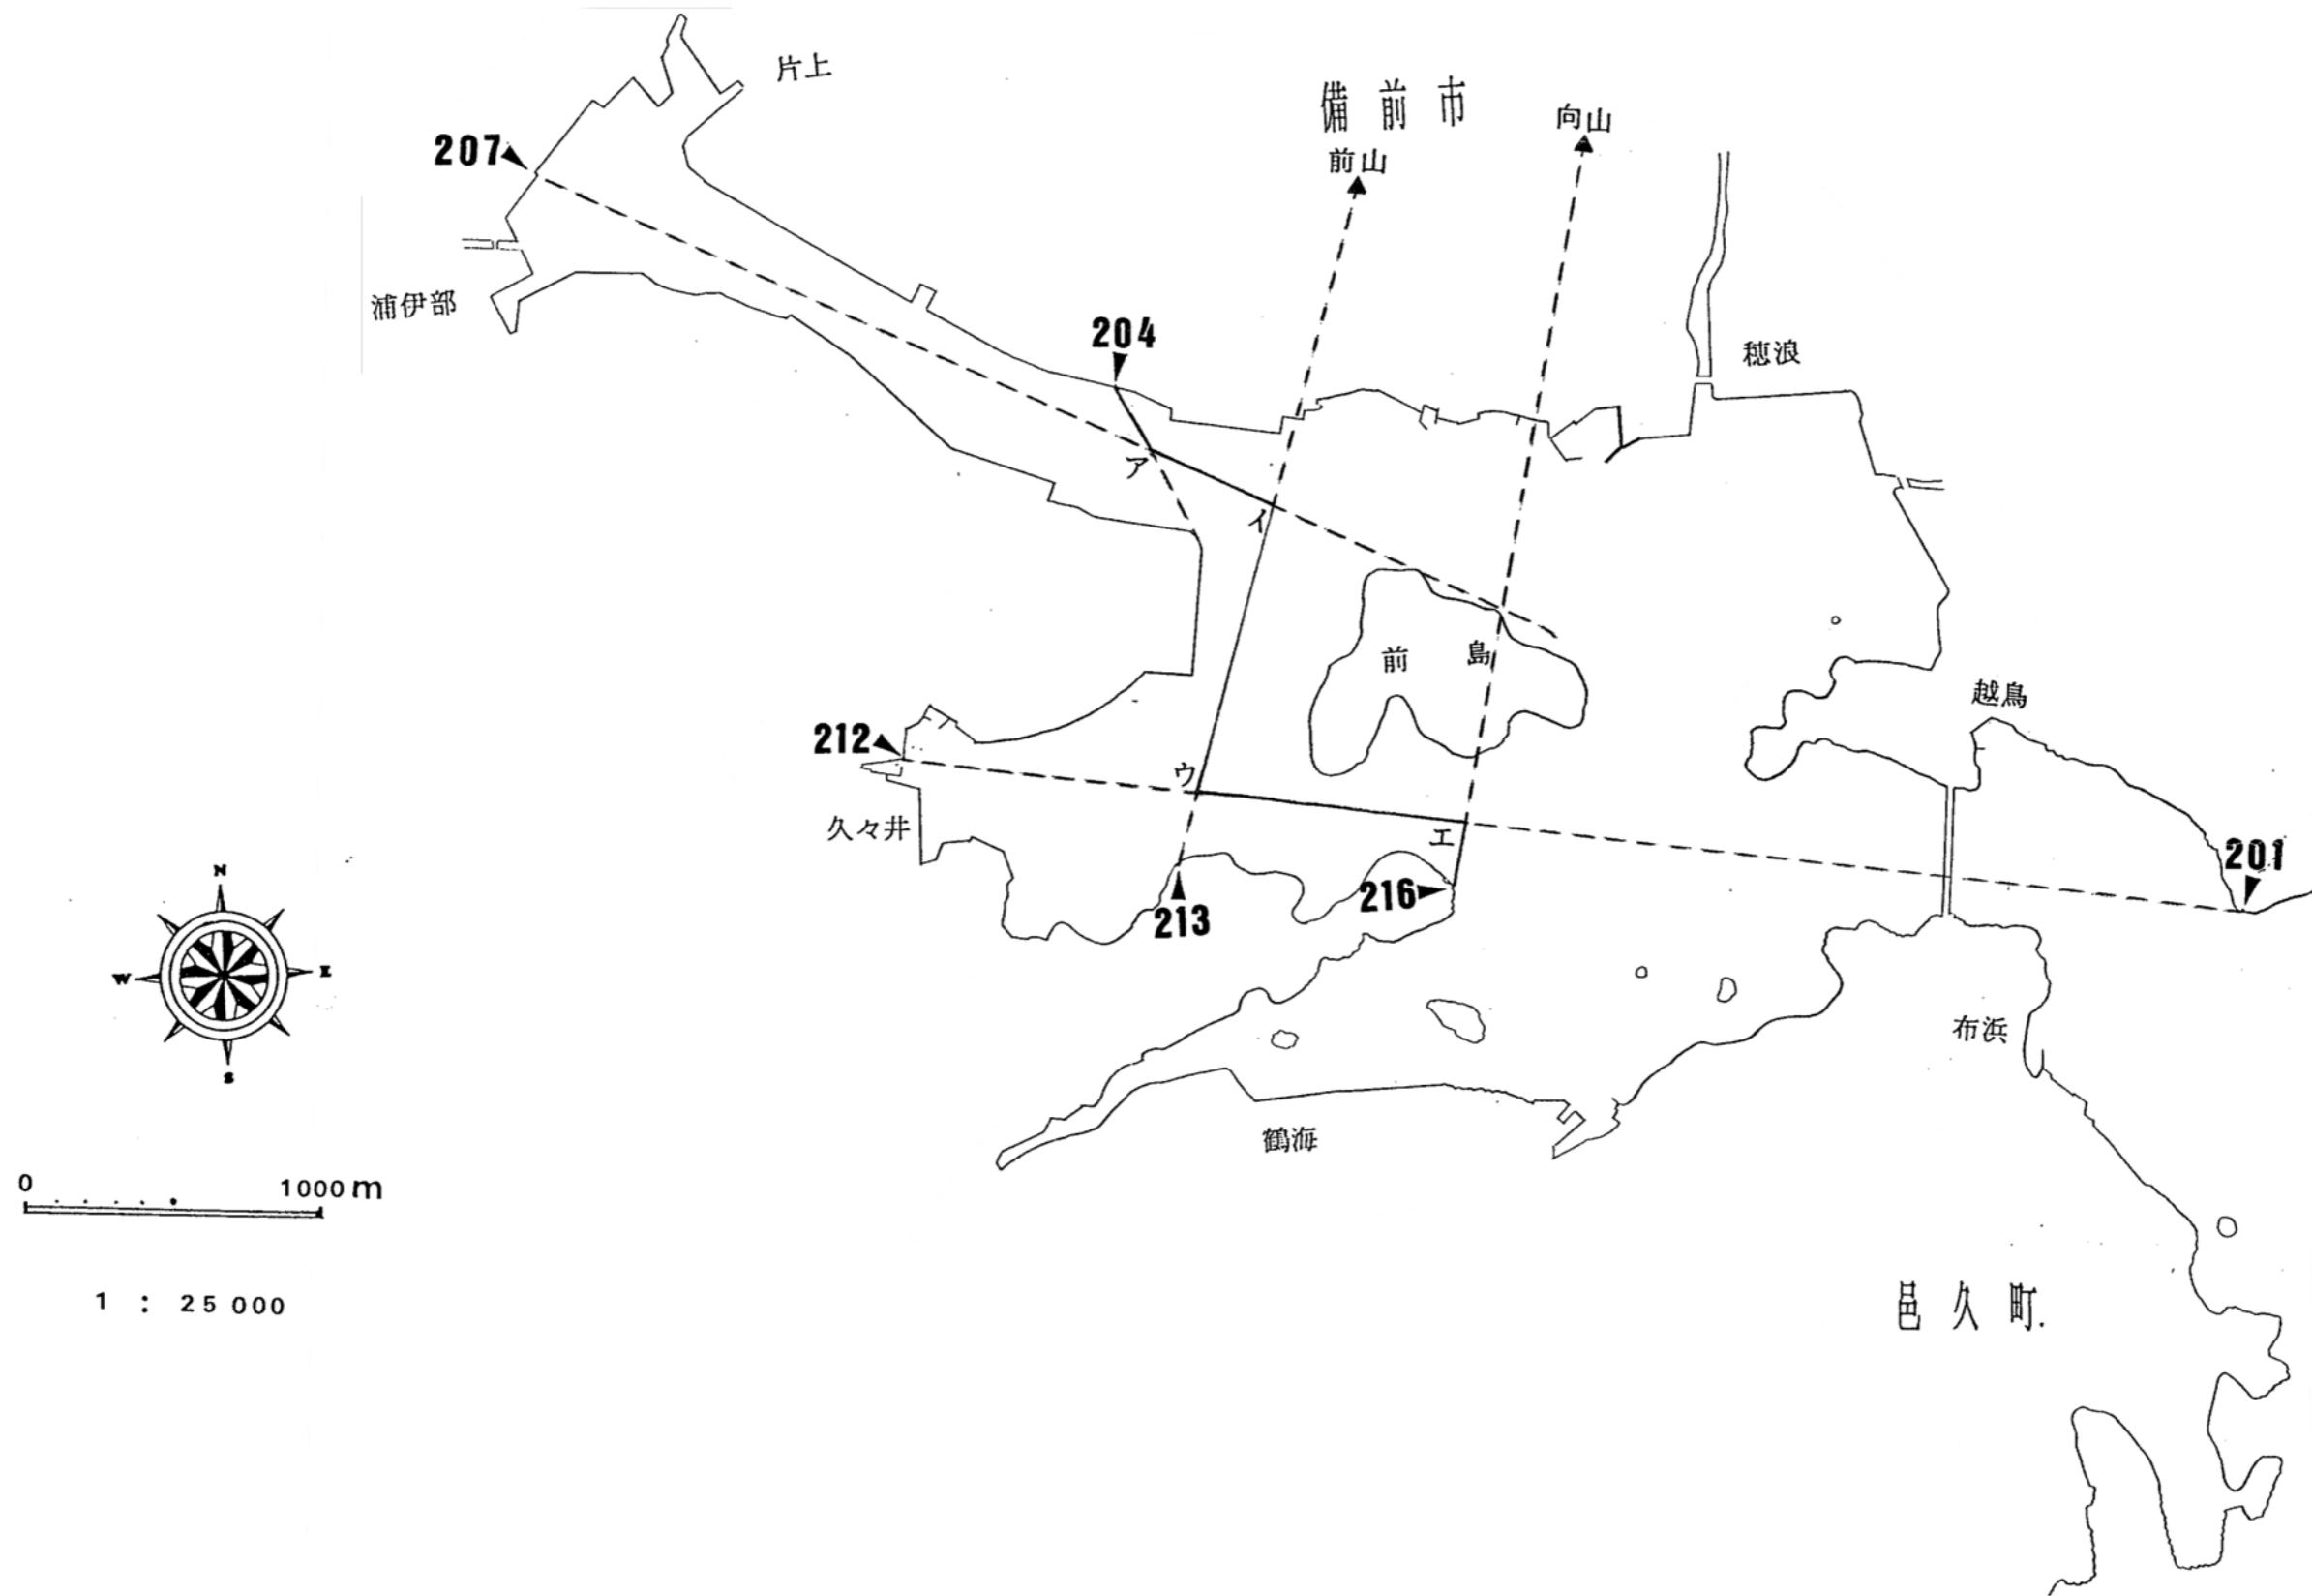 片上
備前市
向山
前山
207
浦伊部
204
穂浪
ア
イ
前島
越鳥
212
ウ
久々井
エ
201
216
213
N
W
E
S
布浜
鶴海
0
1000m
1 : 25 000
邑久町.